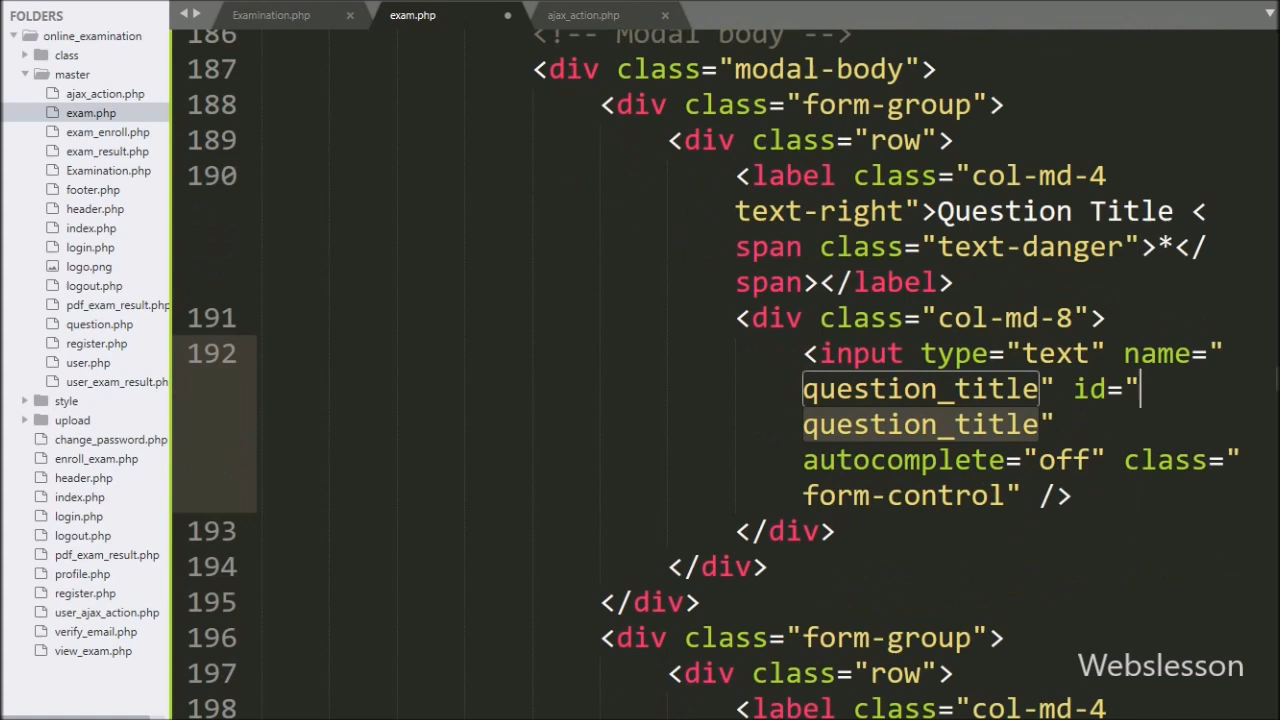 FOLDERS
online_examination
class
master
ajax_action.php
exam.php
exam_enroll.php
exam_result.php
Examination.php
footer.php
header.php
index.php
login.php
logo.png
logout.php
pdf_exam_result.php
question.php
register.php
user.php
user_exam_result.ph
style
upload
change_password.php
enroll_exam.php
header.php
index.php
login.php
logout.php
pdf_exam_result.php
profile.php
register.php
user_ajax_action.php
verify_email.php
view_exam.php
Examination.php × exam.php ajax_action.php ×
186 <!-- Modal body -->
187 <div class="modal-body">
188 <div class="form-group">
189 <div class="row">
190 <label class="col-md-4
text-right">Question Title <
span class="text-danger">*</
span></label>
191 <div class="col-md-8">
192 <input type="text" name="
question_title" id="
question_title"
autocomplete="off" class="
form-control" />
193 </div>
194 </div>
195 </div>
196 <div class="form-group">
197 <div class="row">
198 <label class="col-md-4
Webslesson